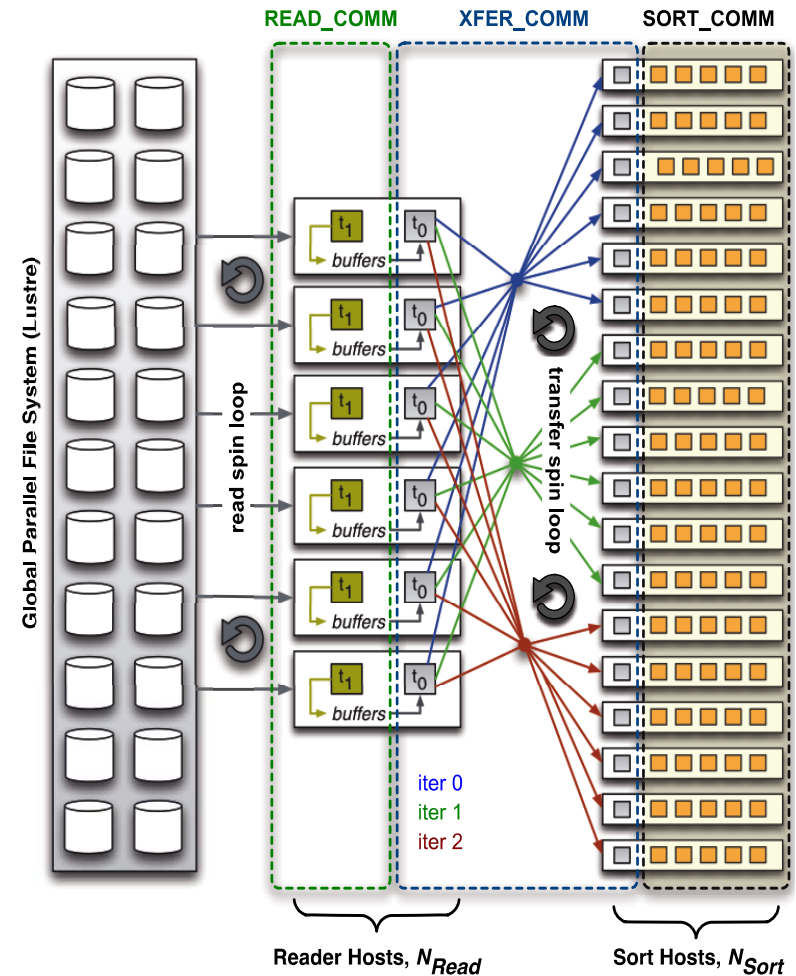 READ_COMM XFER_COMM SORT_COMM
Global Parallel File System (Lustre)
read spin loop
t1 t0
buffers
t1 t0
buffers
t1 t0
buffers
t1 t0
buffers
t1 t0
buffers
t1 t0
buffers
transfer spin loop
iter 0
iter 1
iter 2
Reader Hosts, NRead Sort Hosts, NSort